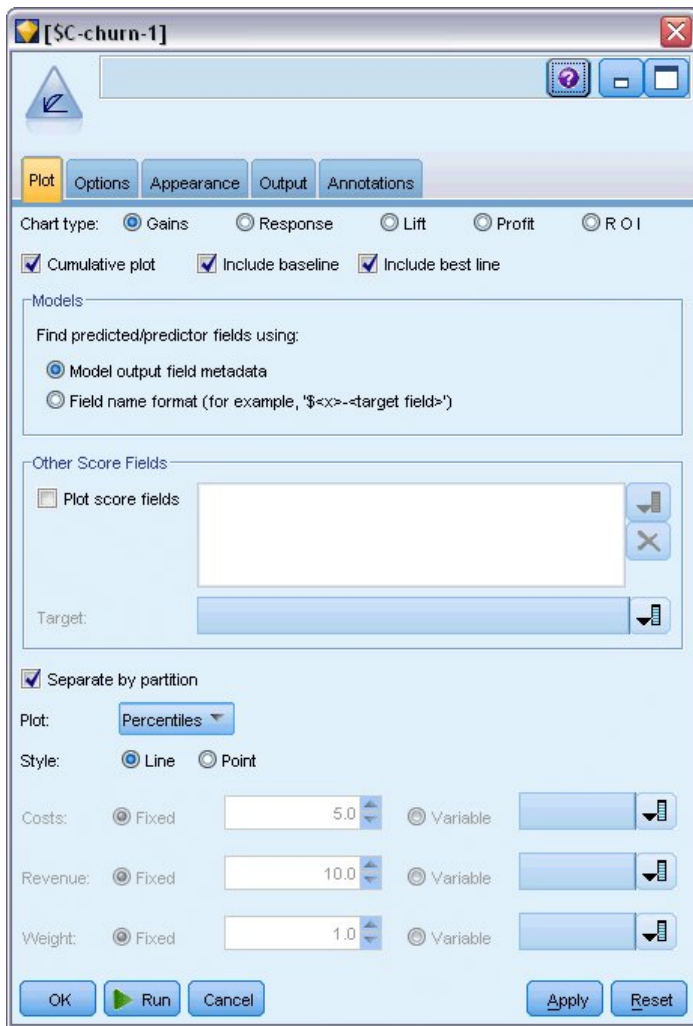 [$C-churn-1]
Plot Options Appearance Output Annotations
Chart type: Gains Response Lift Profit R O I
Cumulative plot Include baseline Include best line
Models
Find predicted/predictor fields using:
Model output field metadata
Field name format (for example, '$<x>-<target field>')
Other Score Fields
Plot score fields
Target:
Separate by partition
Plot: Percentiles
Style: Line Point
Costs: Fixed 5.0 Variable
Revenue: Fixed 10.0 Variable
Weight: Fixed 1.0 Variable
OK Run Cancel Apply Reset